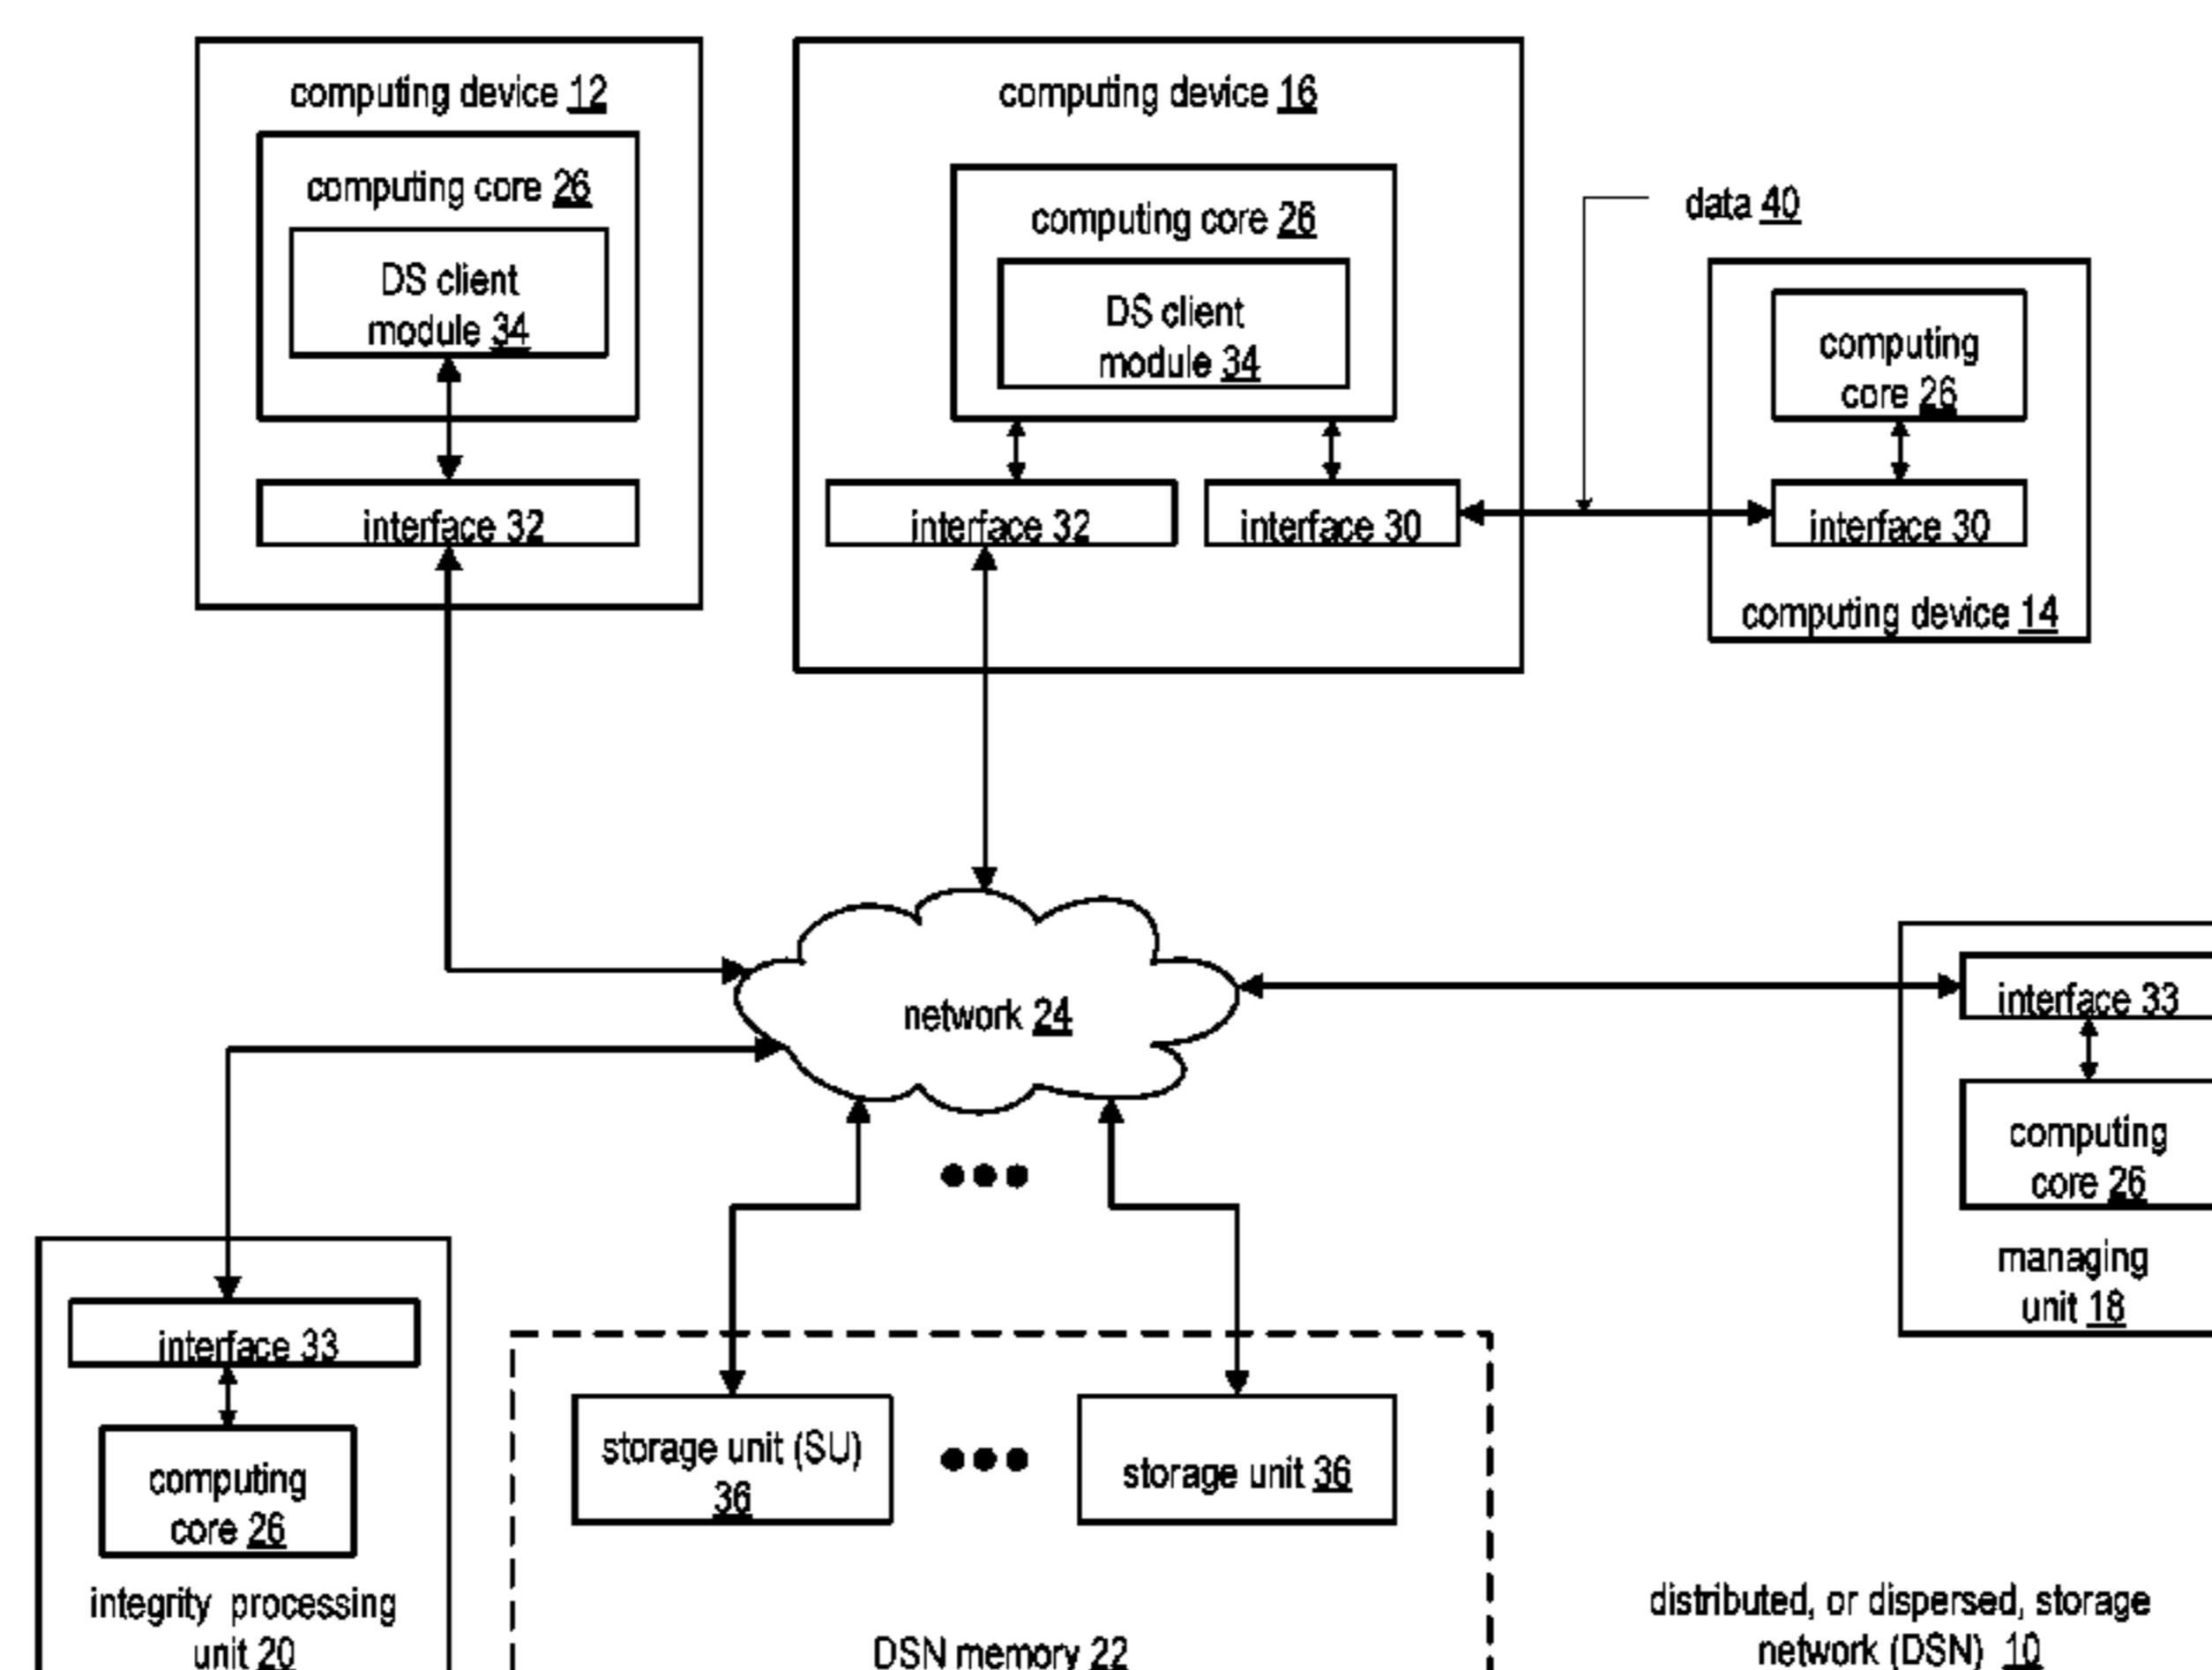 computing device 12
computing core 26
DS client
module 34
interface 32
computing device 16
computing core 26
DS client
module 34
interface 32
interface 30
data 40
computing
core 26
interface 30
computing device 14
network 24
interface 33
computing
core 26
managing
unit 18
interface 33
computing
core 26
integrity processing
unit 20
storage unit (SU)
36
storage unit 36
DSN memory 22
distributed, or dispersed, storage
network (DSN) 10